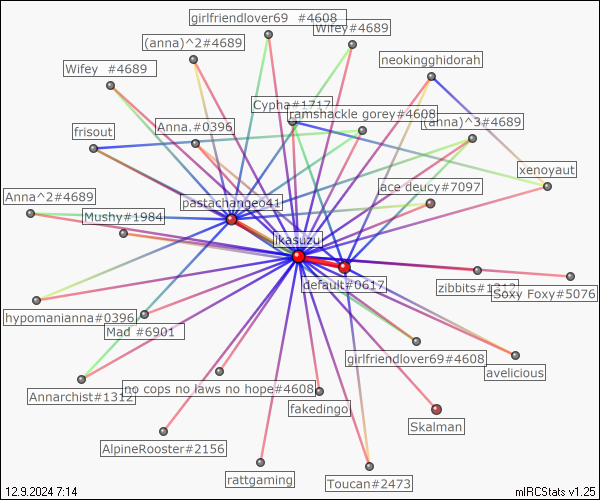 girlfriendlover69 #4608
Wifey#4689
(anna)^2#4689
neokingghidorah
Wifey #4689
Cypha#1717
ramshackle gorey#4608
(anna)^3#4689
Anna.#0396
frisout
xenoyaut
ace deucy#7097
Anna^2#4689
pastachangeo41
Mushy#1984
ikasuzu
default#0617
zibbits#1312
Soxy Foxy#5076
hypomanianna#0396
Mad #6901
girlfriendlover69#4608
avelicious
no cops no laws no hope#4608
Annarchist#1312
fakedingo
Skalman
AlpineRooster#2156
rattgaming
Toucan#2473
12.9.2024 7:14
mIRCStats v1.25